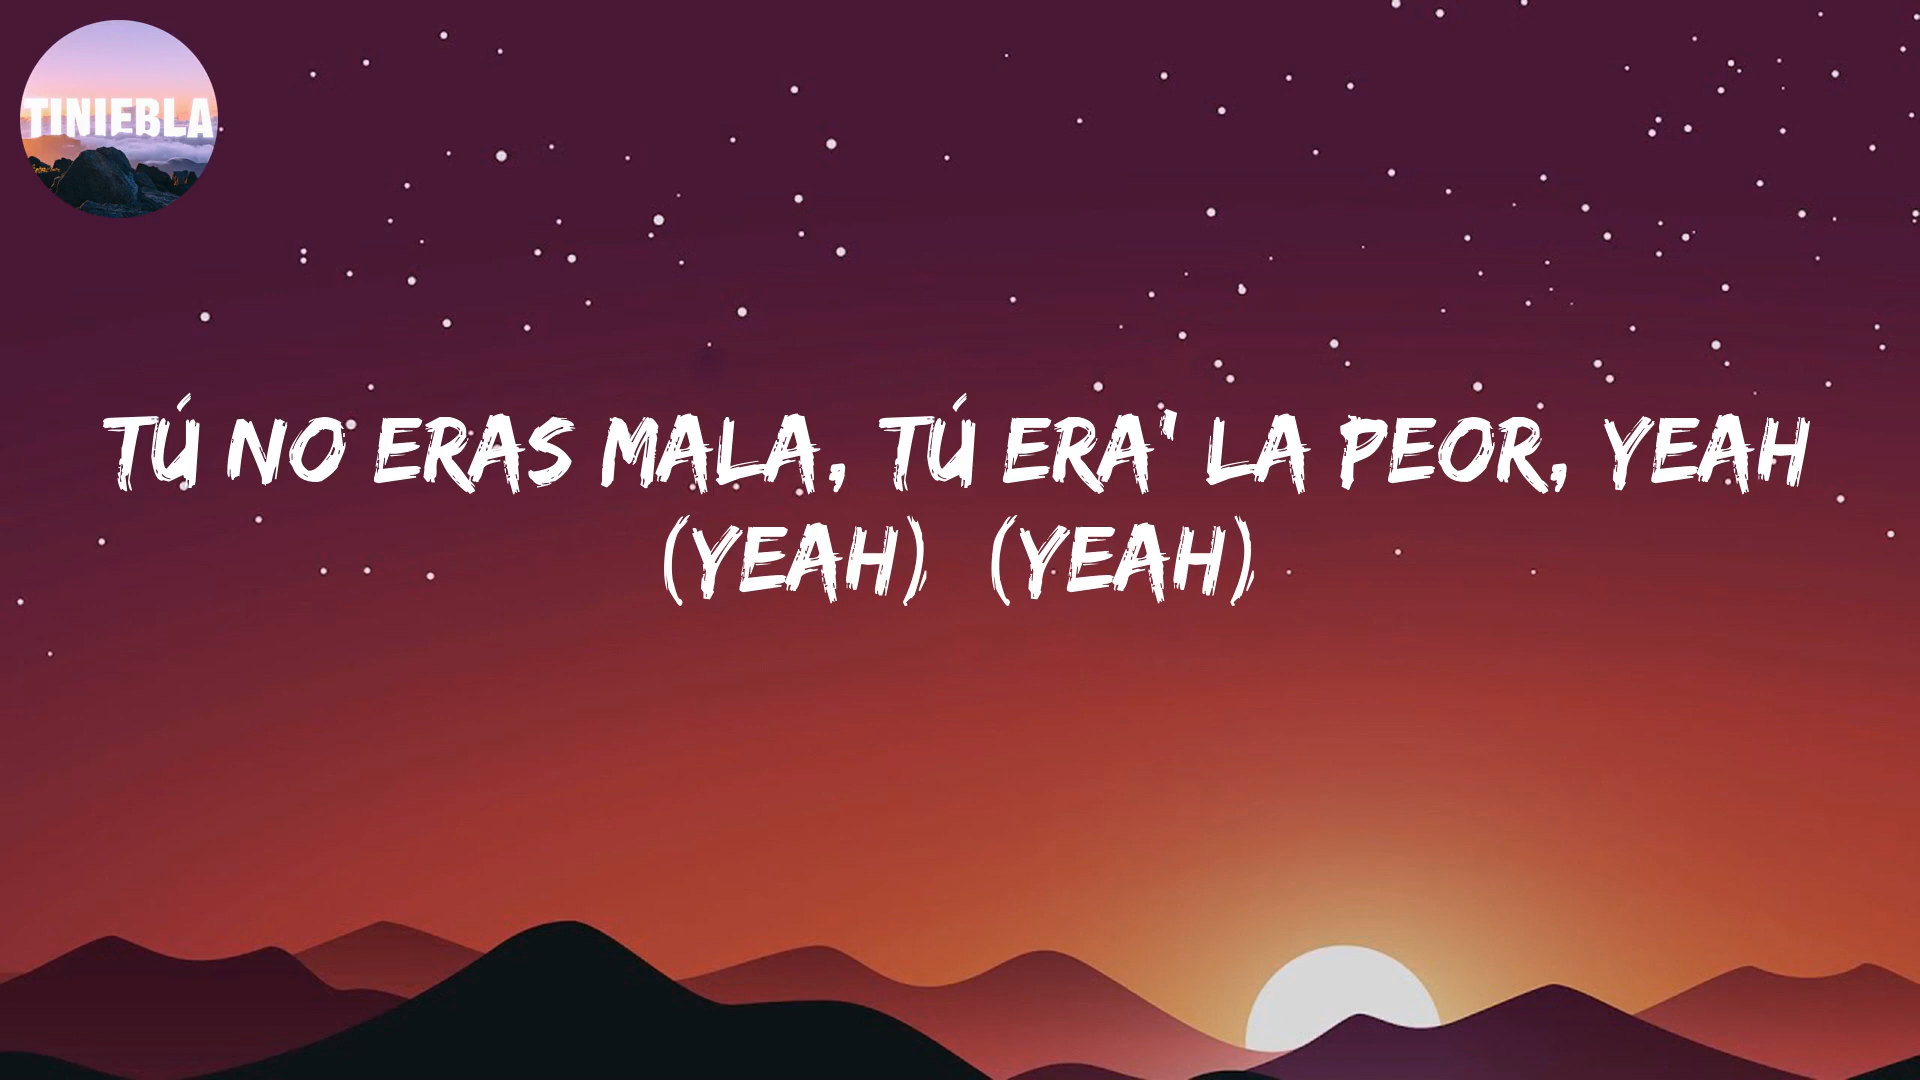 TINIEBLA
TÚ NO ERAS MALA, TÚ ERA' LA PEOR, YEAH
(YEAH) (YEAH)